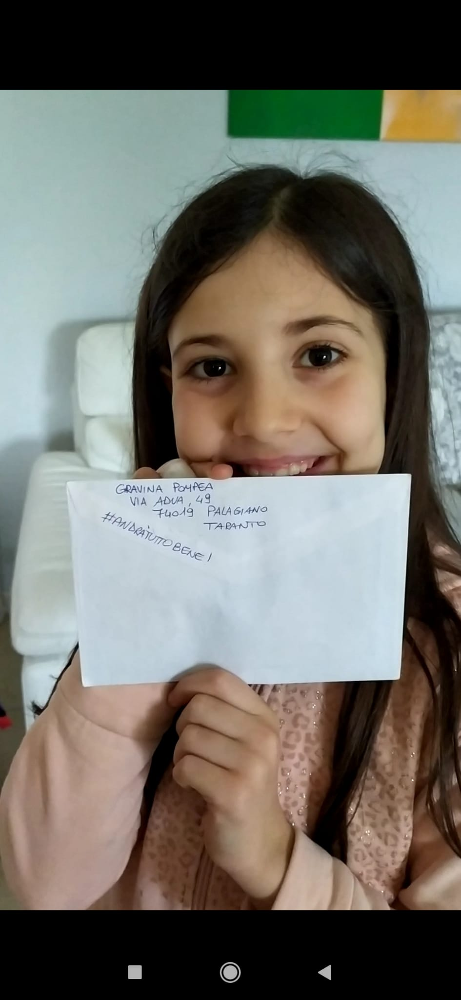 GRAVINA POMPEA
VIA ADUA, 49
74019 PALAGIANO
TARANTO
#ANDRÀTUTTOBENE!